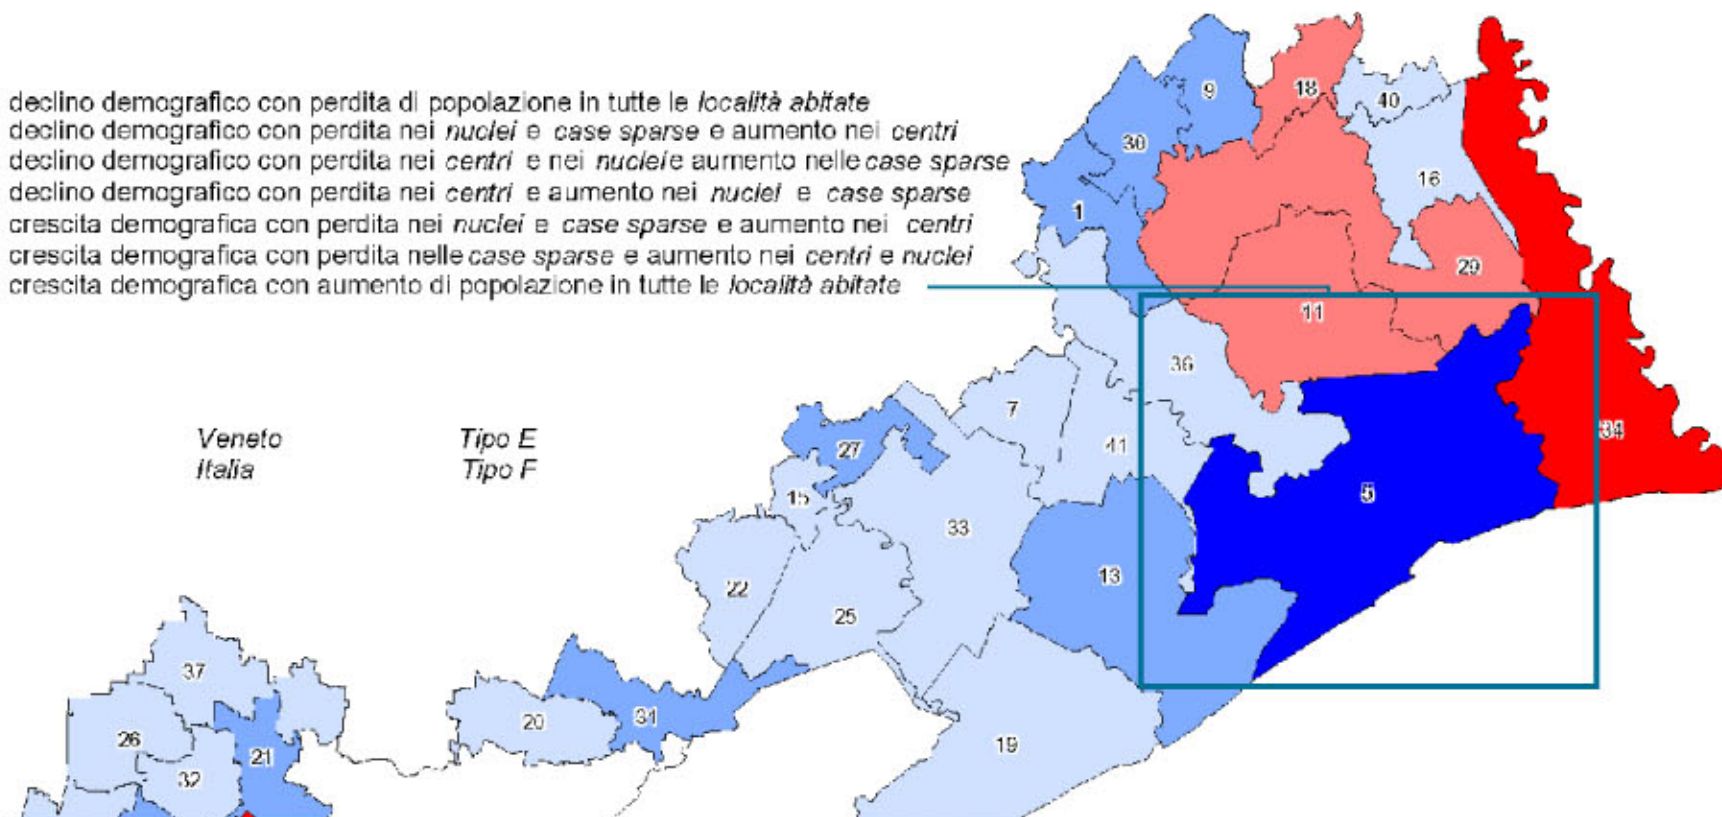 declino demografico con perdita di popolazione in tutte le località abitate
declino demografico con perdita nei nuclei e case sparse e aumento nei centri
declino demografico con perdita nei centri e nei nuclei e aumento nelle case sparse
declino demografico con perdita nei centri e aumento nei nuclei e case sparse
crescita demografica con perdita nei nuclei e case sparse e aumento nei centri
crescita demografica con perdita nelle case sparse e aumento nei centri e nuclei
crescita demografica con aumento di popolazione in tutte le località abitate
Veneto Tipo E
Italia Tipo F
9
18
40
30
16
1
29
11
36
7
34
27
41
15
5
33
13
22
25
37
20
31
26
21
19
32